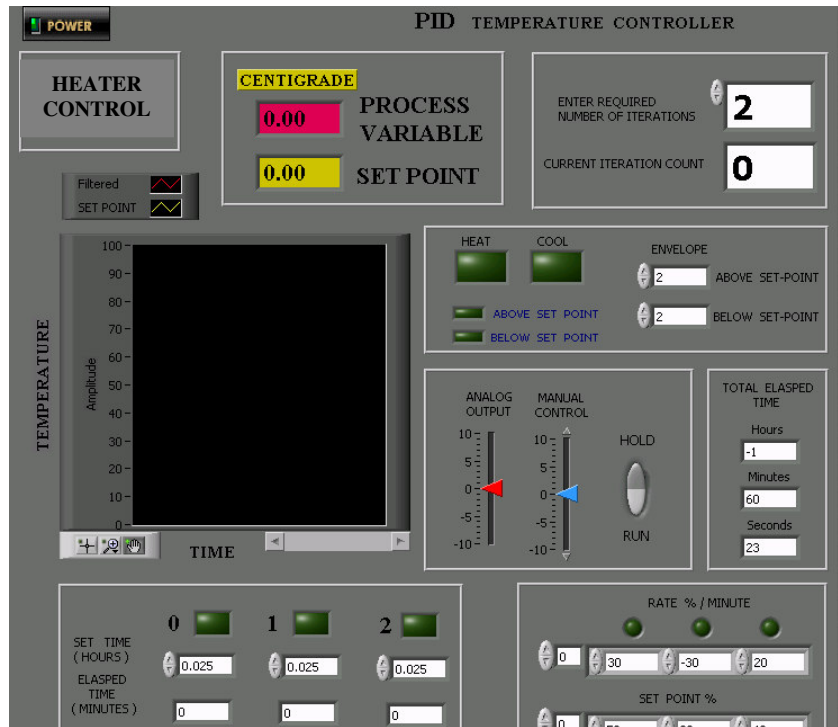 POWER
PID TEMPERATURE CONTROLLER
HEATER
CONTROL
CENTIGRADE
0.00
PROCESS
VARIABLE
0.00
SET POINT
ENTER REQUIRED
NUMBER OF ITERATIONS
2
CURRENT ITERATION COUNT
0
Filtered
SET POINT
TEMPERATURE
Amplitude
100
90
80
70
60
50
40
30
20
10
0
TIME
HEAT
COOL
ENVELOPE
2
ABOVE SET-POINT
2
BELOW SET-POINT
ABOVE SET POINT
BELOW SET POINT
ANALOG
OUTPUT
10
5
0
-5
-10
MANUAL
CONTROL
10
5
0
-5
-10
HOLD
RUN
TOTAL ELASPED
TIME
Hours
-1
Minutes
60
Seconds
23
0 1 2
SET TIME
( HOURS )
0.025 0.025 0.025
ELASPED
TIME
( MINUTES )
0 0 0
RATE % / MINUTE
0 30 -30 20
SET POINT %
0